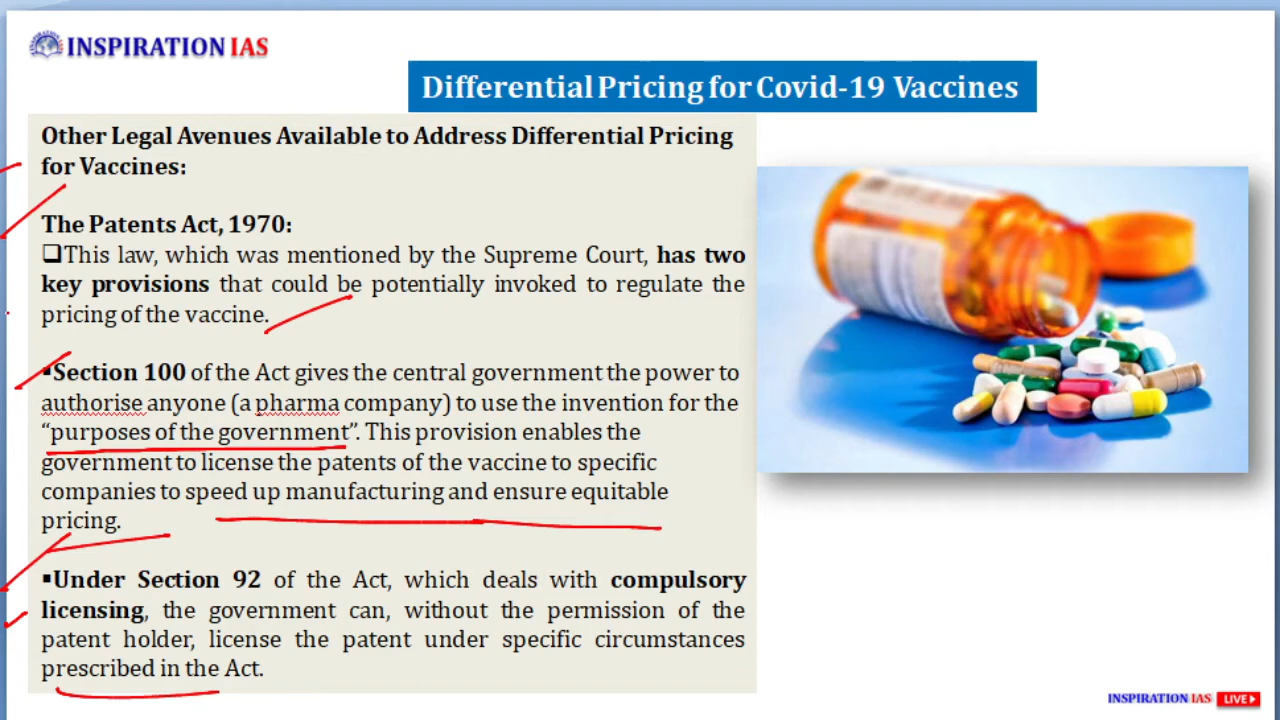 INSPIRATION IAS
Differential Pricing for Covid-19 Vaccines
Other Legal Avenues Available to Address Differential Pricing
for Vaccines:
The Patents Act, 1970:
❑This law, which was mentioned by the Supreme Court, has two
key provisions that could be potentially invoked to regulate the
pricing of the vaccine.
▪Section 100 of the Act gives the central government the power to
authorise anyone (a pharma company) to use the invention for the
“purposes of the government”. This provision enables the
government to license the patents of the vaccine to specific
companies to speed up manufacturing and ensure equitable
pricing.
▪Under Section 92 of the Act, which deals with compulsory
licensing, the government can, without the permission of the
patent holder, license the patent under specific circumstances
prescribed in the Act.
INSPIRATION IAS LIVE